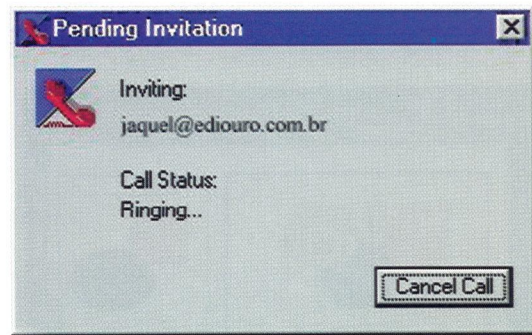 Pending Invitation
Inviting:
jaquel@ediouro.com.br
Call Status:
Ringing...
Cancel Call